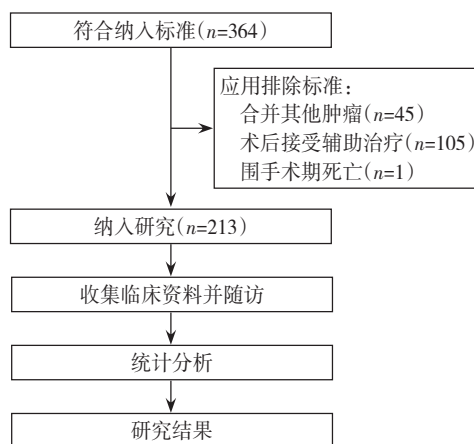 符合纳入标准(n=364)
应用排除标准：
合并其他肿瘤(n=45)
术后接受辅助治疗(n=105)
围手术期死亡(n=1)
纳入研究(n=213)
收集临床资料并随访
统计分析
研究结果